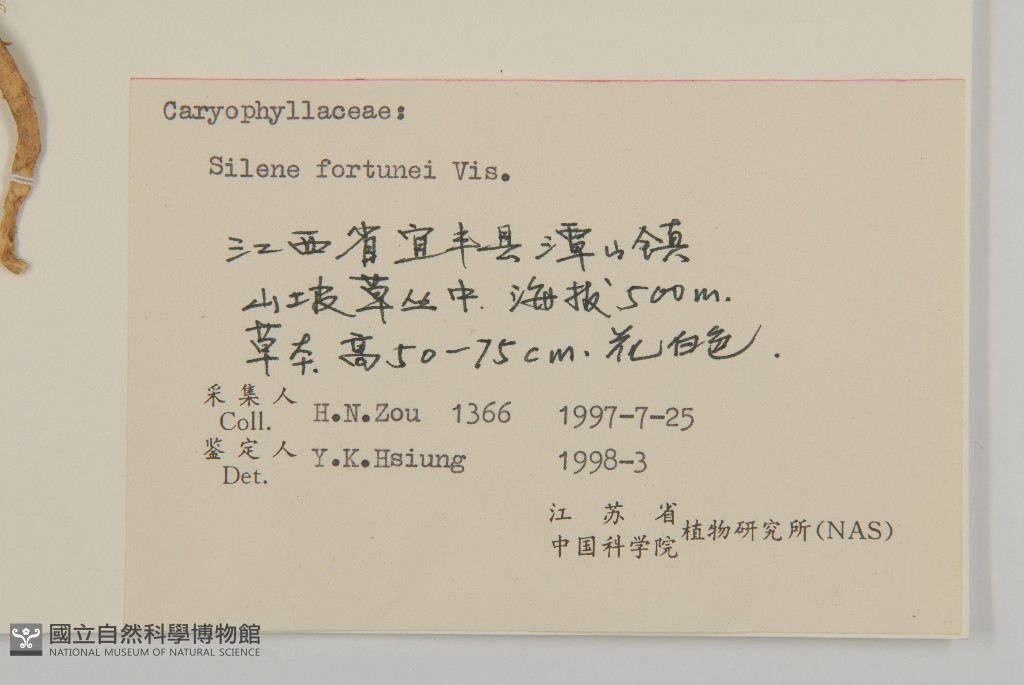 Caryophyllaceae:
Silene fortunei Vis.
江西省宜丰县潭山镇
山坡草丛中. 海拔500m.
草本. 高50-75cm. 花白色.
采集人
Coll.
H.N.Zou 1366 1997-7-25
鉴定人
Det.
Y.K.Hsiung 1998-3
江苏省
中国科学院
植物研究所(NAS)
國立自然科學博物館
NATIONAL MUSEUM OF NATURAL SCIENCE